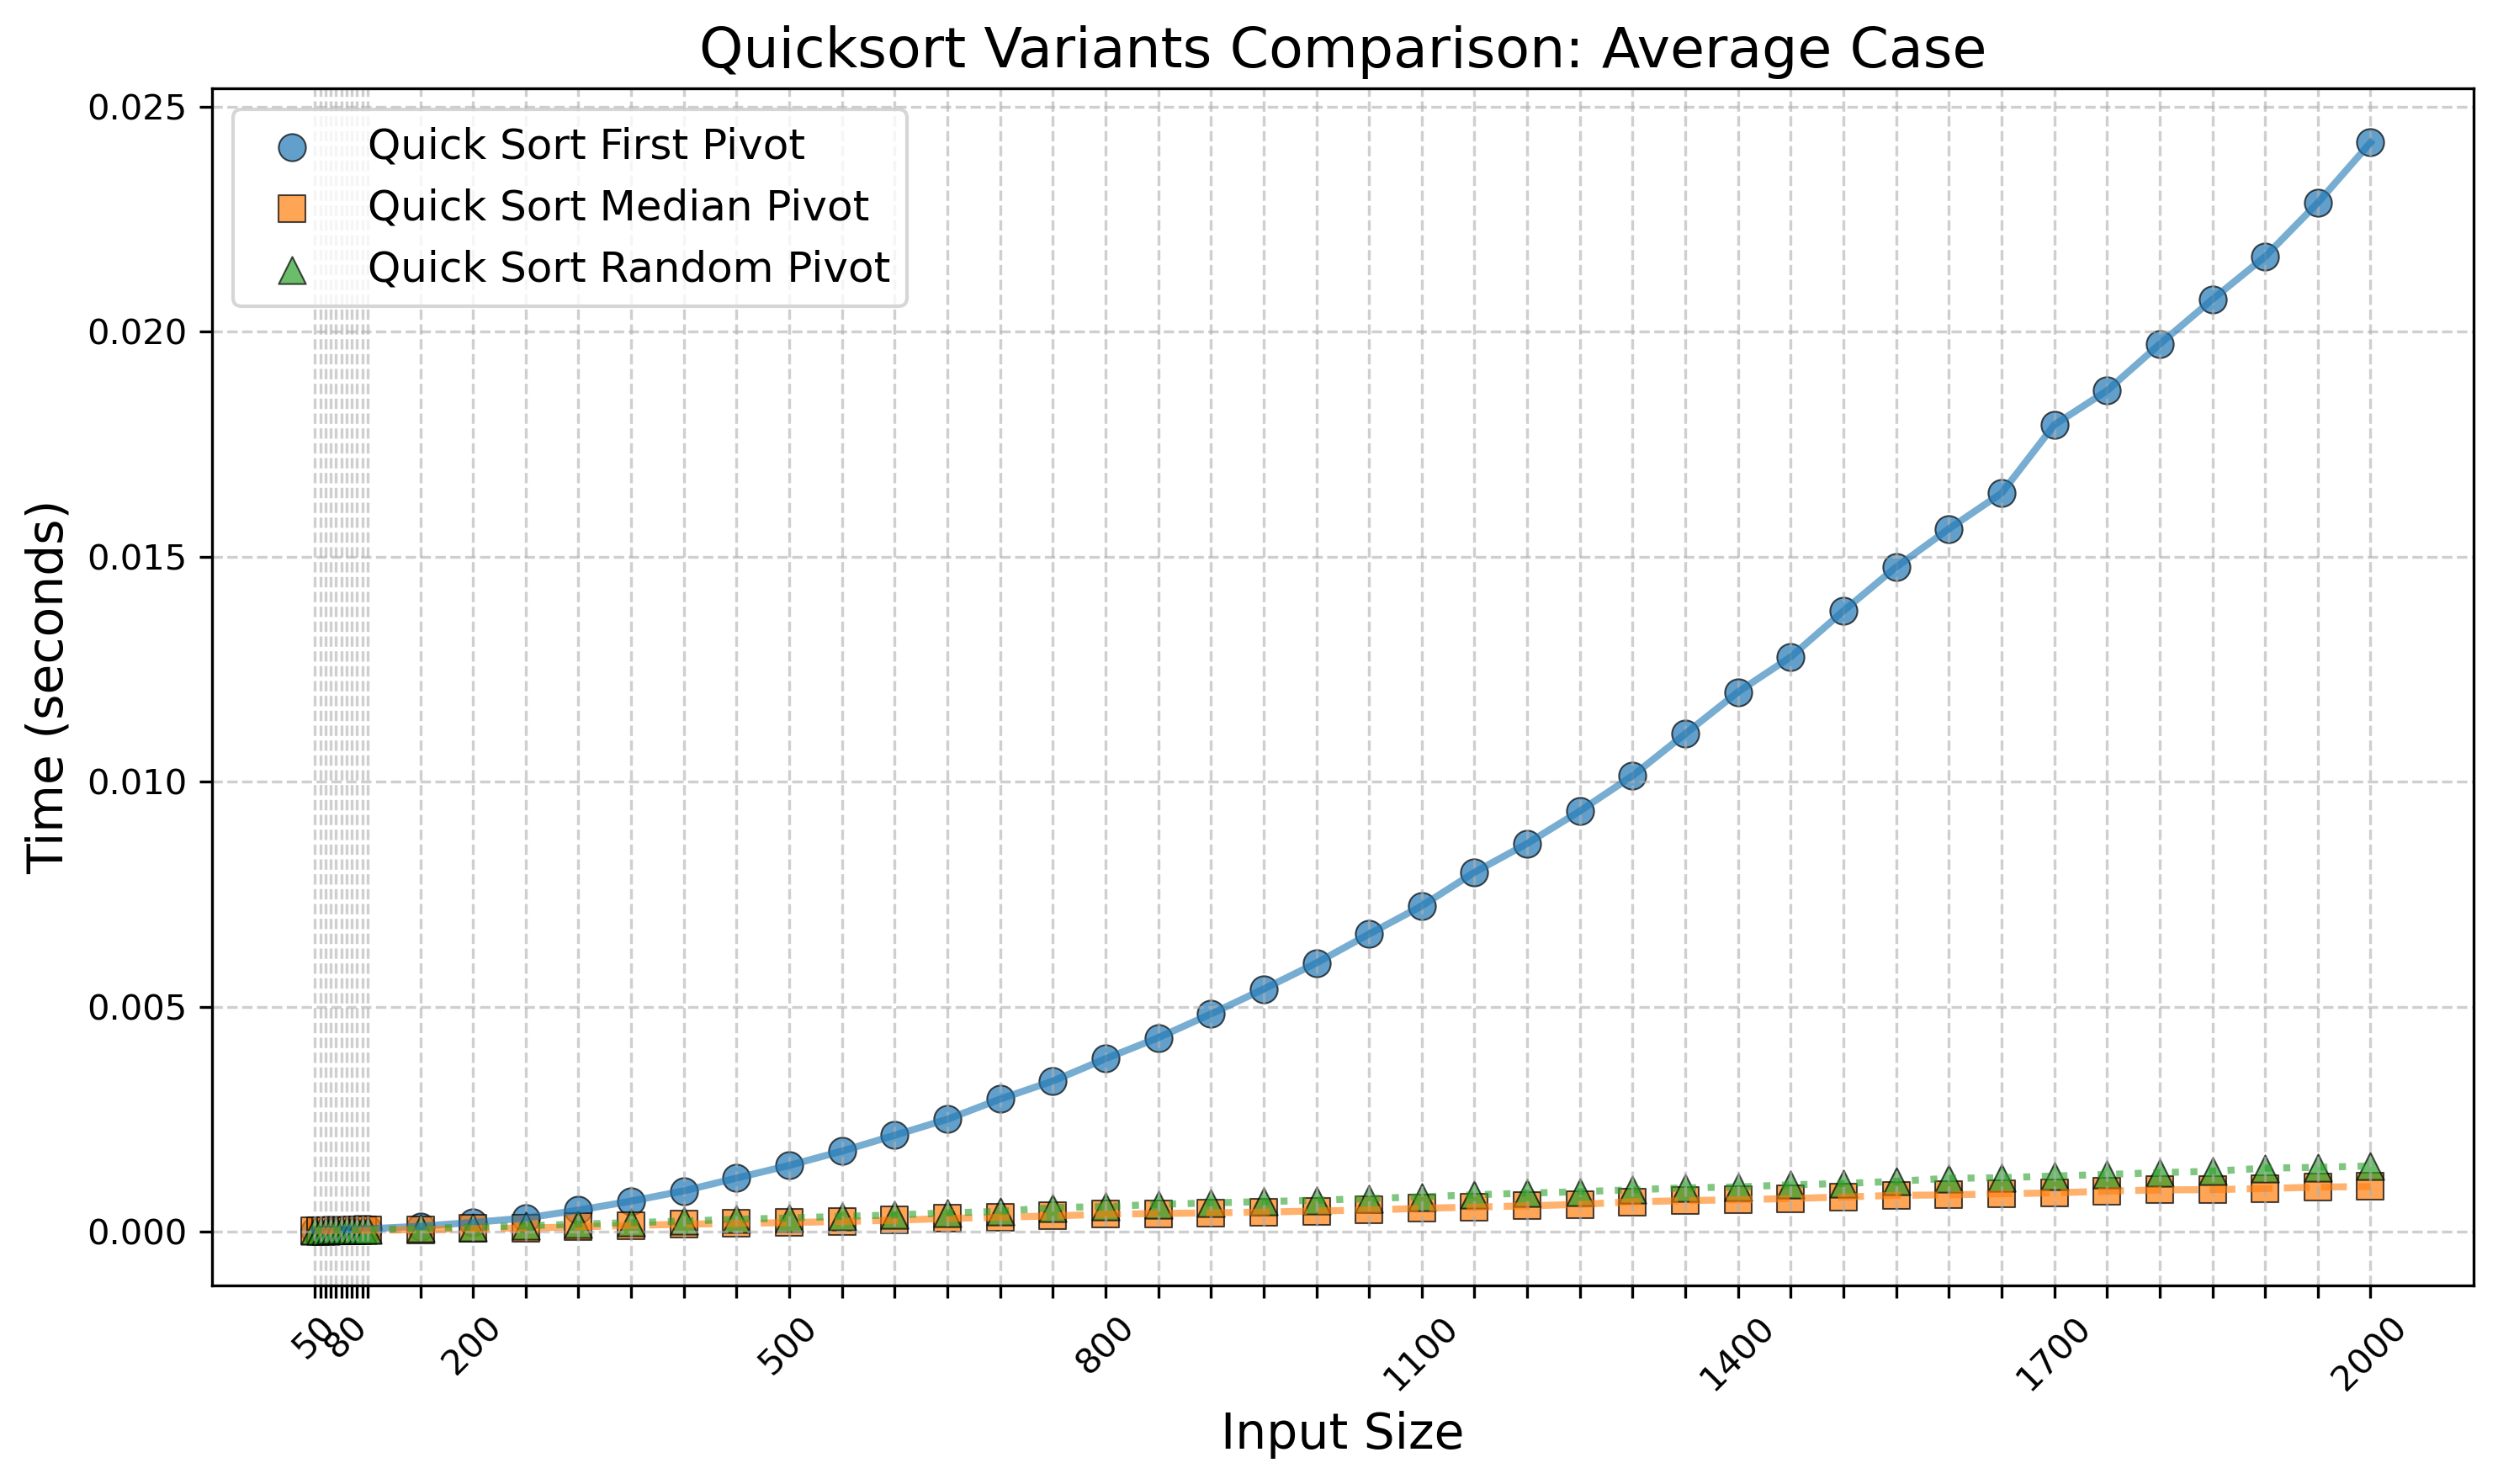 Quicksort Variants Comparison: Average Case
Quick Sort First Pivot
Quick Sort Median Pivot
Quick Sort Random Pivot
Time (seconds)
0.025
0.020
0.015
0.010
0.005
0.000
50 80 200 500 800 1100 1400 1700 2000
Input Size